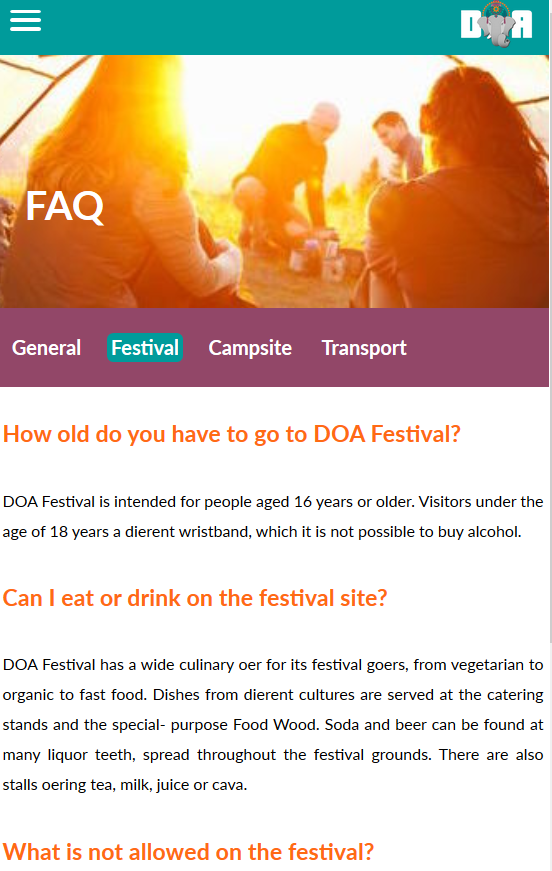 DOA
FAQ
General Festival Campsite Transport
How old do you have to go to DOA Festival?
DOA Festival is intended for people aged 16 years or older. Visitors under the
age of 18 years a dierent wristband, which it is not possible to buy alcohol.
Can I eat or drink on the festival site?
DOA Festival has a wide culinary oer for its festival goers, from vegetarian to
organic to fast food. Dishes from dierent cultures are served at the catering
stands and the special- purpose Food Wood. Soda and beer can be found at
many liquor teeth, spread throughout the festival grounds. There are also
stalls oering tea, milk, juice or cava.
What is not allowed on the festival?